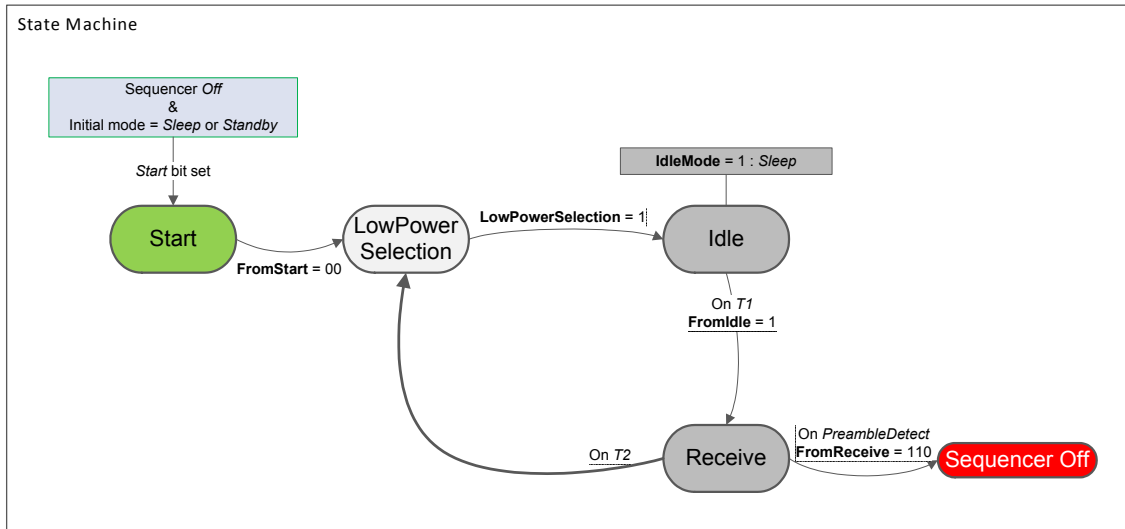 State Machine
Sequencer Off
&
Initial mode = Sleep or Standby
Start bit set
IdleMode = 1 : Sleep
Start
FromStart = 00
LowPower
Selection
LowPowerSelection = 1
Idle
On T1
FromIdle = 1
On T2
Receive
On PreambleDetect
FromReceive = 110
Sequencer Off